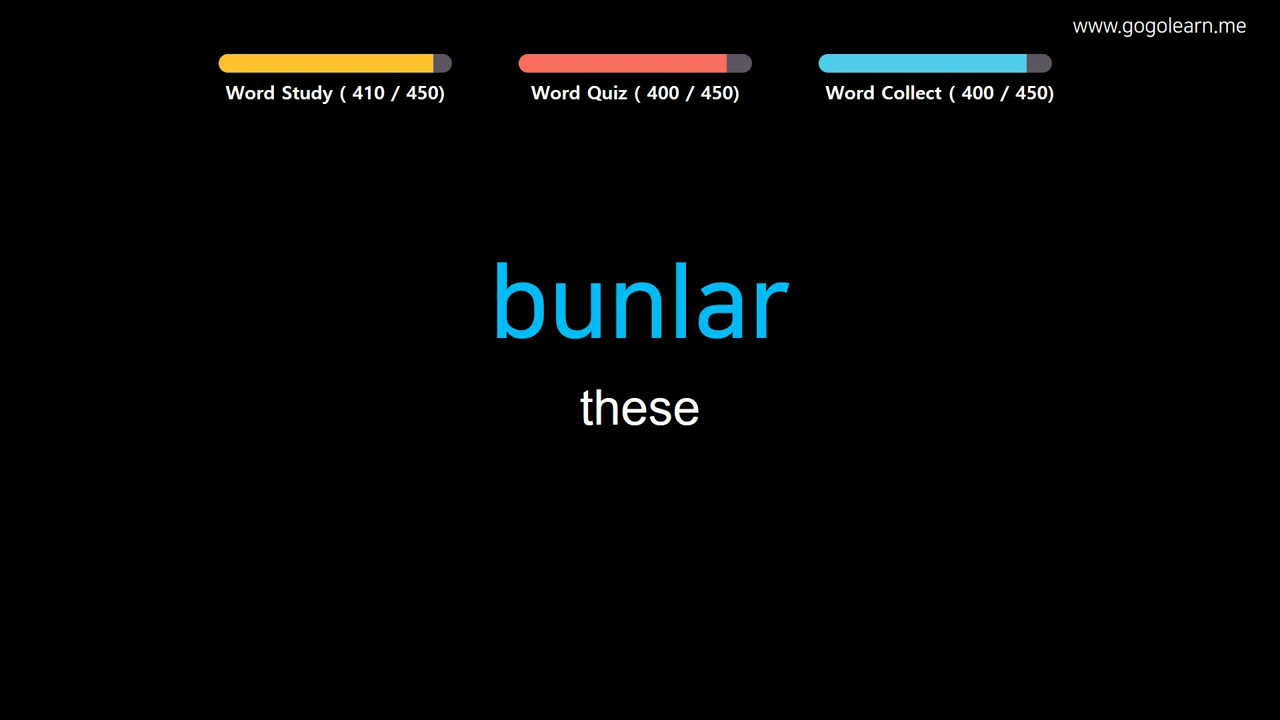 www.gogolearn.me
Word Study ( 410 / 450)
Word Quiz ( 400 / 450)
Word Collect ( 400 / 450)
bunlar
these